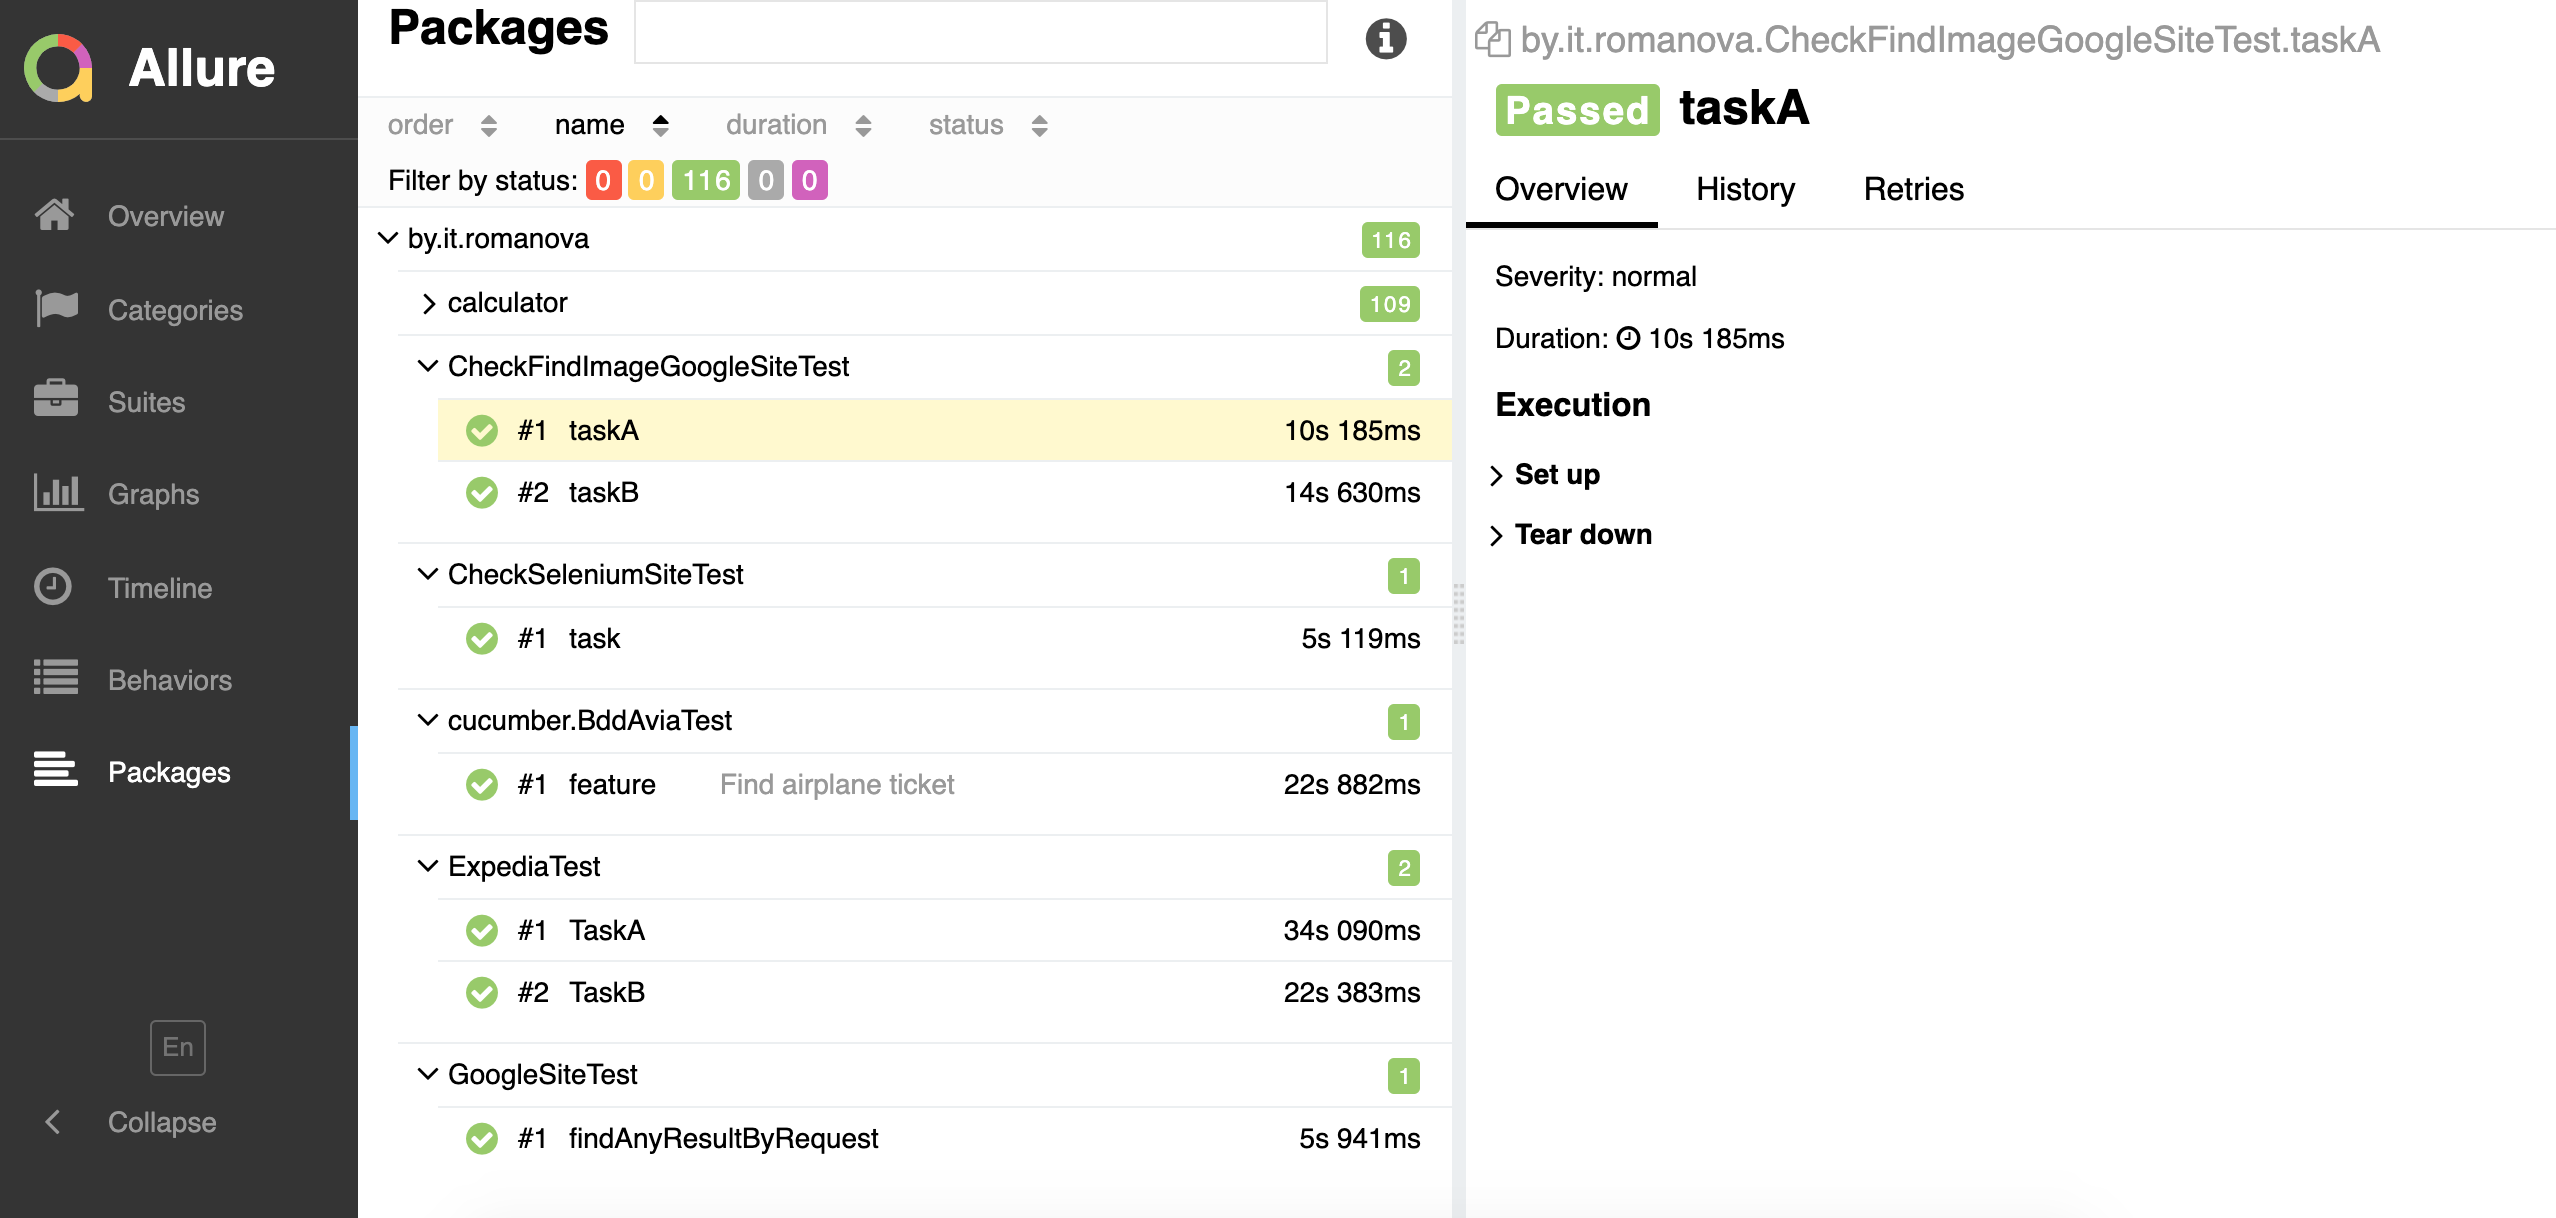 Allure
Overview
Categories
Suites
Graphs
Timeline
Behaviors
Packages
En
Collapse
Packages
order name duration status
Filter by status: 0 0 116 0 0
by.it.romanova 116
calculator 109
CheckFindImageGoogleSiteTest 2
#1 taskA 10s 185ms
#2 taskB 14s 630ms
CheckSeleniumSiteTest 1
#1 task 5s 119ms
cucumber.BddAviaTest 1
#1 feature Find airplane ticket 22s 882ms
ExpediaTest 2
#1 TaskA 34s 090ms
#2 TaskB 22s 383ms
GoogleSiteTest 1
#1 findAnyResultByRequest 5s 941ms
by.it.romanova.CheckFindImageGoogleSiteTest.taskA
Passed taskA
Overview History Retries
Severity: normal
Duration: 10s 185ms
Execution
Set up
Tear down